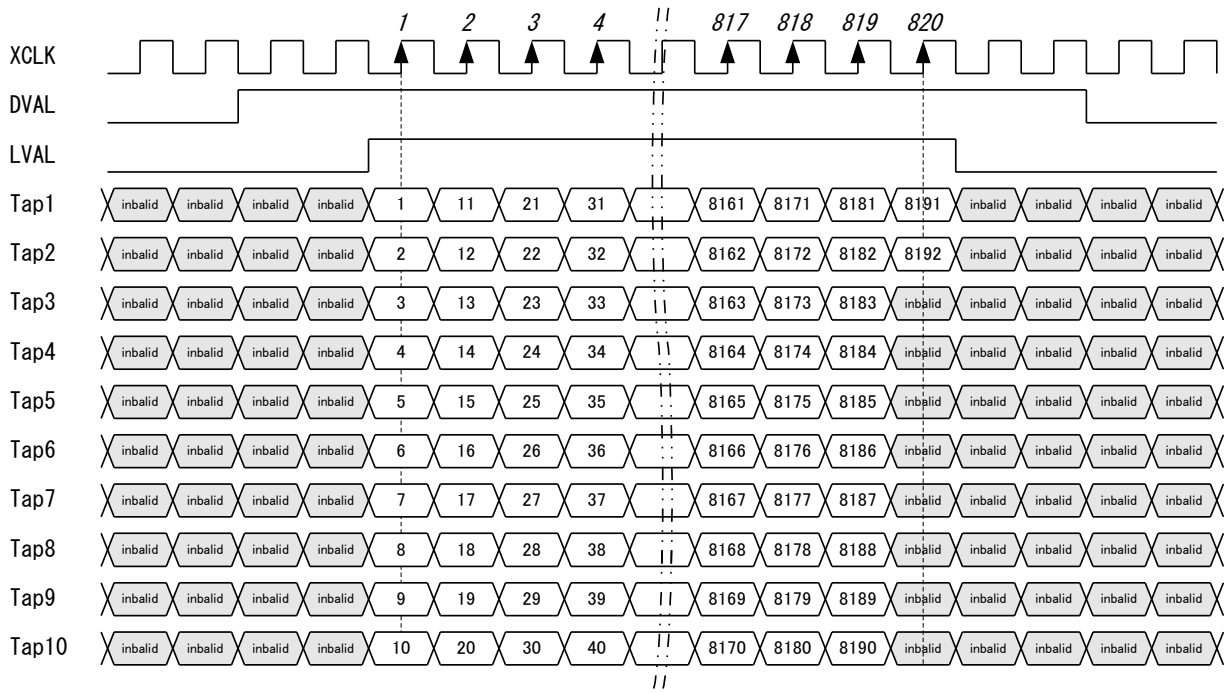 1 2 3 4 817 818 819 820
XCLK
DVAL
LVAL
Tap1 inbalid inbalid inbalid inbalid 1 11 21 31 8161 8171 8181 8191 inbalid inbalid inbalid inbalid
Tap2 inbalid inbalid inbalid inbalid 2 12 22 32 8162 8172 8182 8192 inbalid inbalid inbalid inbalid
Tap3 inbalid inbalid inbalid inbalid 3 13 23 33 8163 8173 8183 inbalid inbalid inbalid inbalid inbalid
Tap4 inbalid inbalid inbalid inbalid 4 14 24 34 8164 8174 8184 inbalid inbalid inbalid inbalid inbalid
Tap5 inbalid inbalid inbalid inbalid 5 15 25 35 8165 8175 8185 inbalid inbalid inbalid inbalid inbalid
Tap6 inbalid inbalid inbalid inbalid 6 16 26 36 8166 8176 8186 inbalid inbalid inbalid inbalid inbalid
Tap7 inbalid inbalid inbalid inbalid 7 17 27 37 8167 8177 8187 inbalid inbalid inbalid inbalid inbalid
Tap8 inbalid inbalid inbalid inbalid 8 18 28 38 8168 8178 8188 inbalid inbalid inbalid inbalid inbalid
Tap9 inbalid inbalid inbalid inbalid 9 19 29 39 8169 8179 8189 inbalid inbalid inbalid inbalid inbalid
Tap10 inbalid inbalid inbalid inbalid 10 20 30 40 8170 8180 8190 inbalid inbalid inbalid inbalid inbalid